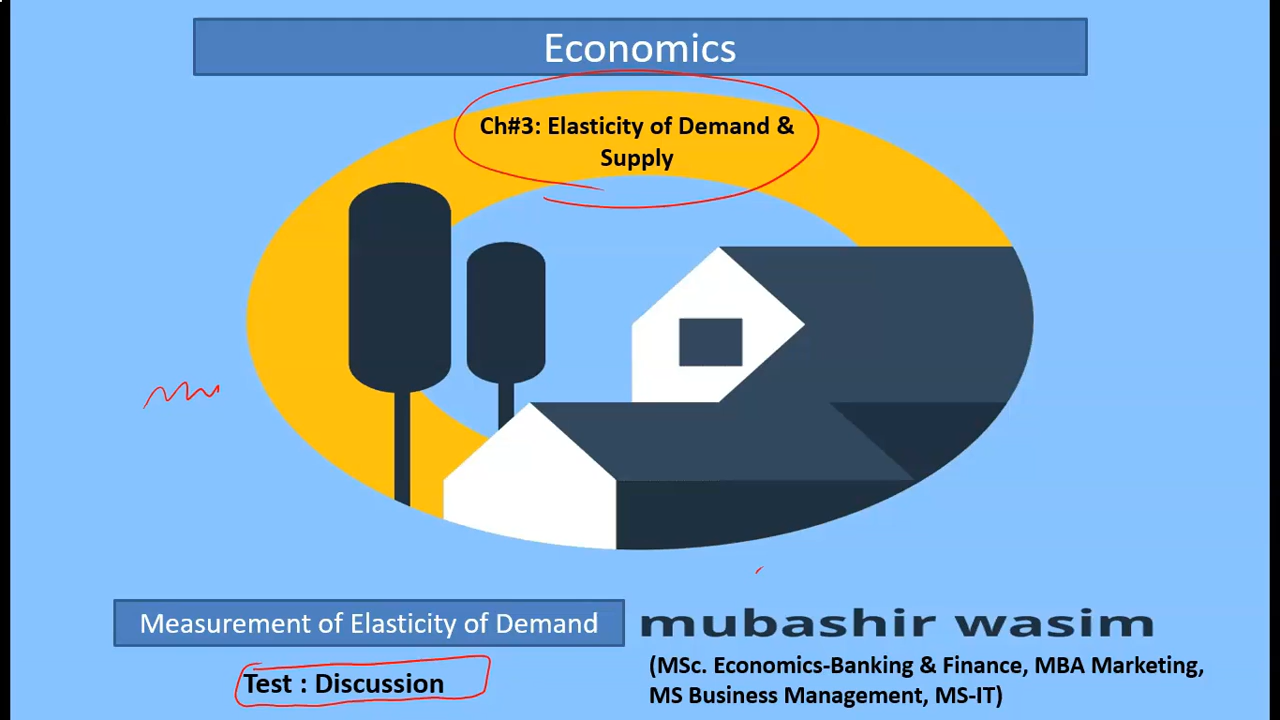 Economics
Ch#3: Elasticity of Demand &
Supply
Measurement of Elasticity of Demand
Test : Discussion
mubashir wasim
(MSc. Economics-Banking & Finance, MBA Marketing,
MS Business Management, MS-IT)